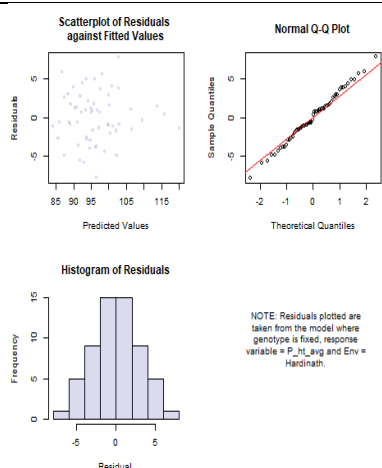 Scatterplot of Residuals
against Fitted Values
Residuals
5
0
-5
85 90 95 105 115
Predicted Values
Normal Q-Q Plot
Sample Quantiles
5
0
-5
-2 -1 0 1 2
Theoretical Quantiles
Histogram of Residuals
Frequency
15
10
5
0
-5 0 5
Residual
NOTE: Residuals plotted are
taken from the model where
genotype is fixed, response
variable = P_ht_avg and Env =
Hardinath.